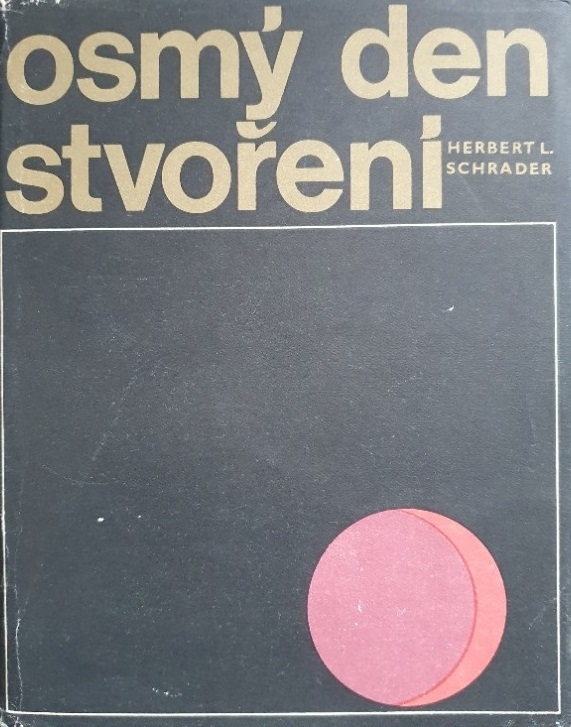 osmý den
stvoření
HERBERT L.
SCHRADER